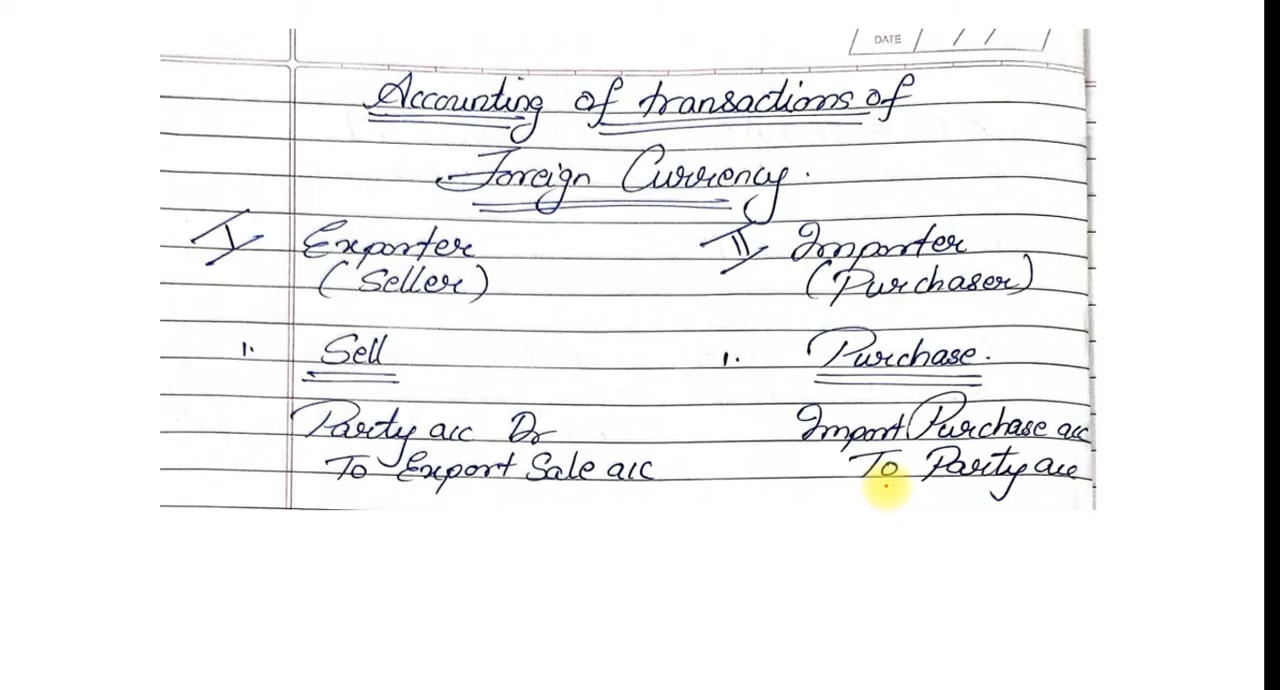 DATE / / /
Accounting of transactions of
Foreign Currency.
I Exporter
(Seller)
II Importer
(Purchaser)
1. Sell
1. Purchase.
Party a/c Dr
To Export Sale a/c
Import Purchase a/c
To Party a/c